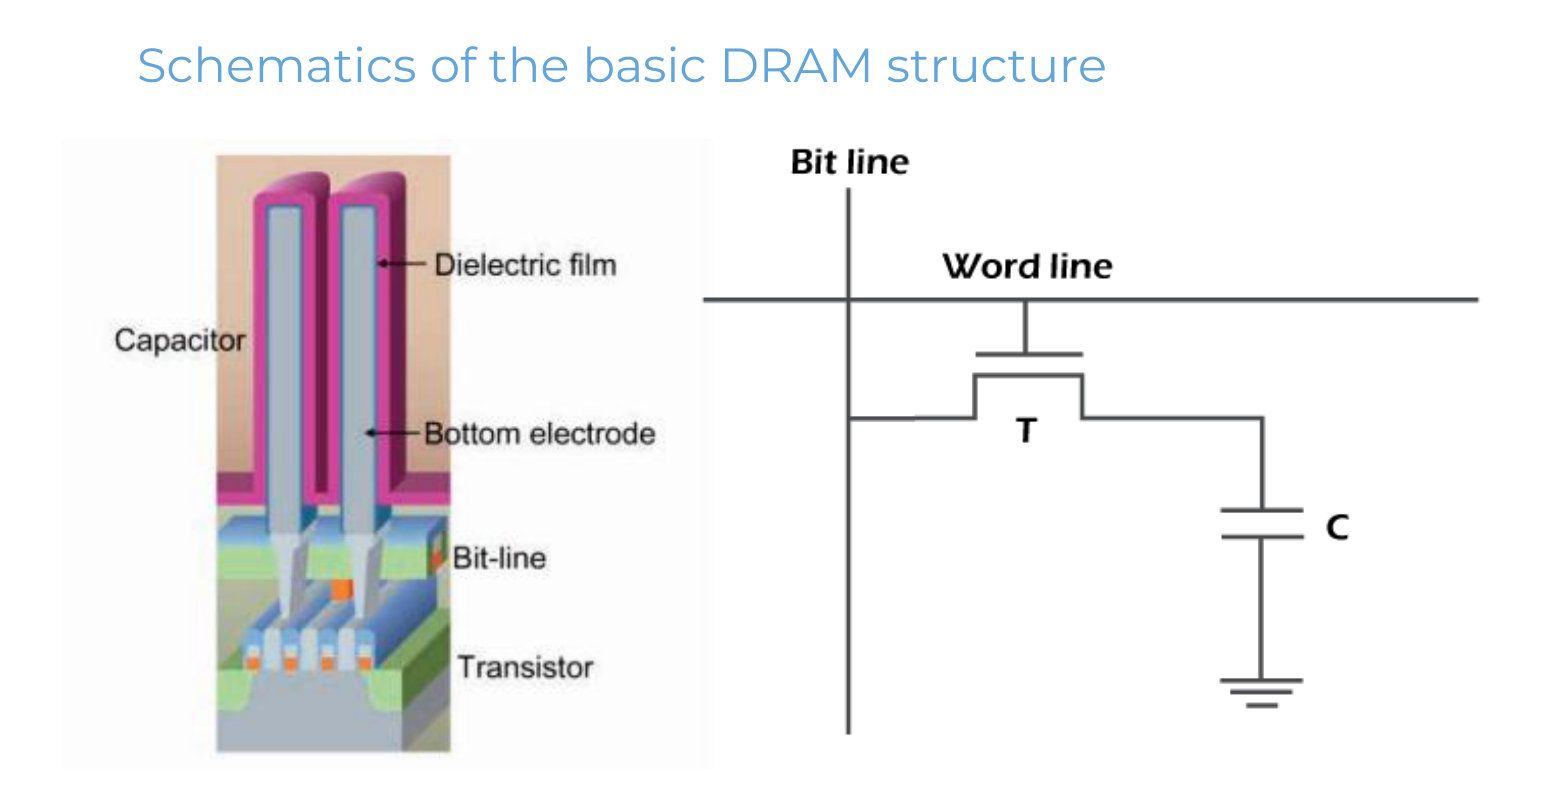 Schematics of the basic DRAM structure
Dielectric film
Capacitor
Bottom electrode
Bit-line
Transistor
Bit line
Word line
T
C